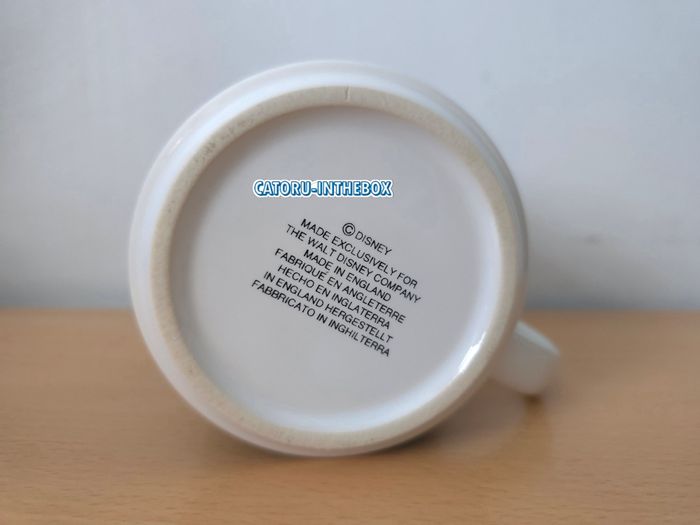 CATORU-INTHEBOX
© DISNEY
MADE EXCLUSIVELY FOR
THE WALT DISNEY COMPANY
MADE IN ENGLAND
FABRIQUÉ EN ANGLETERRE
HECHO EN INGLATERRA
IN ENGLAND HERGESTELLT
FABBRICATO IN INGHILTERRA